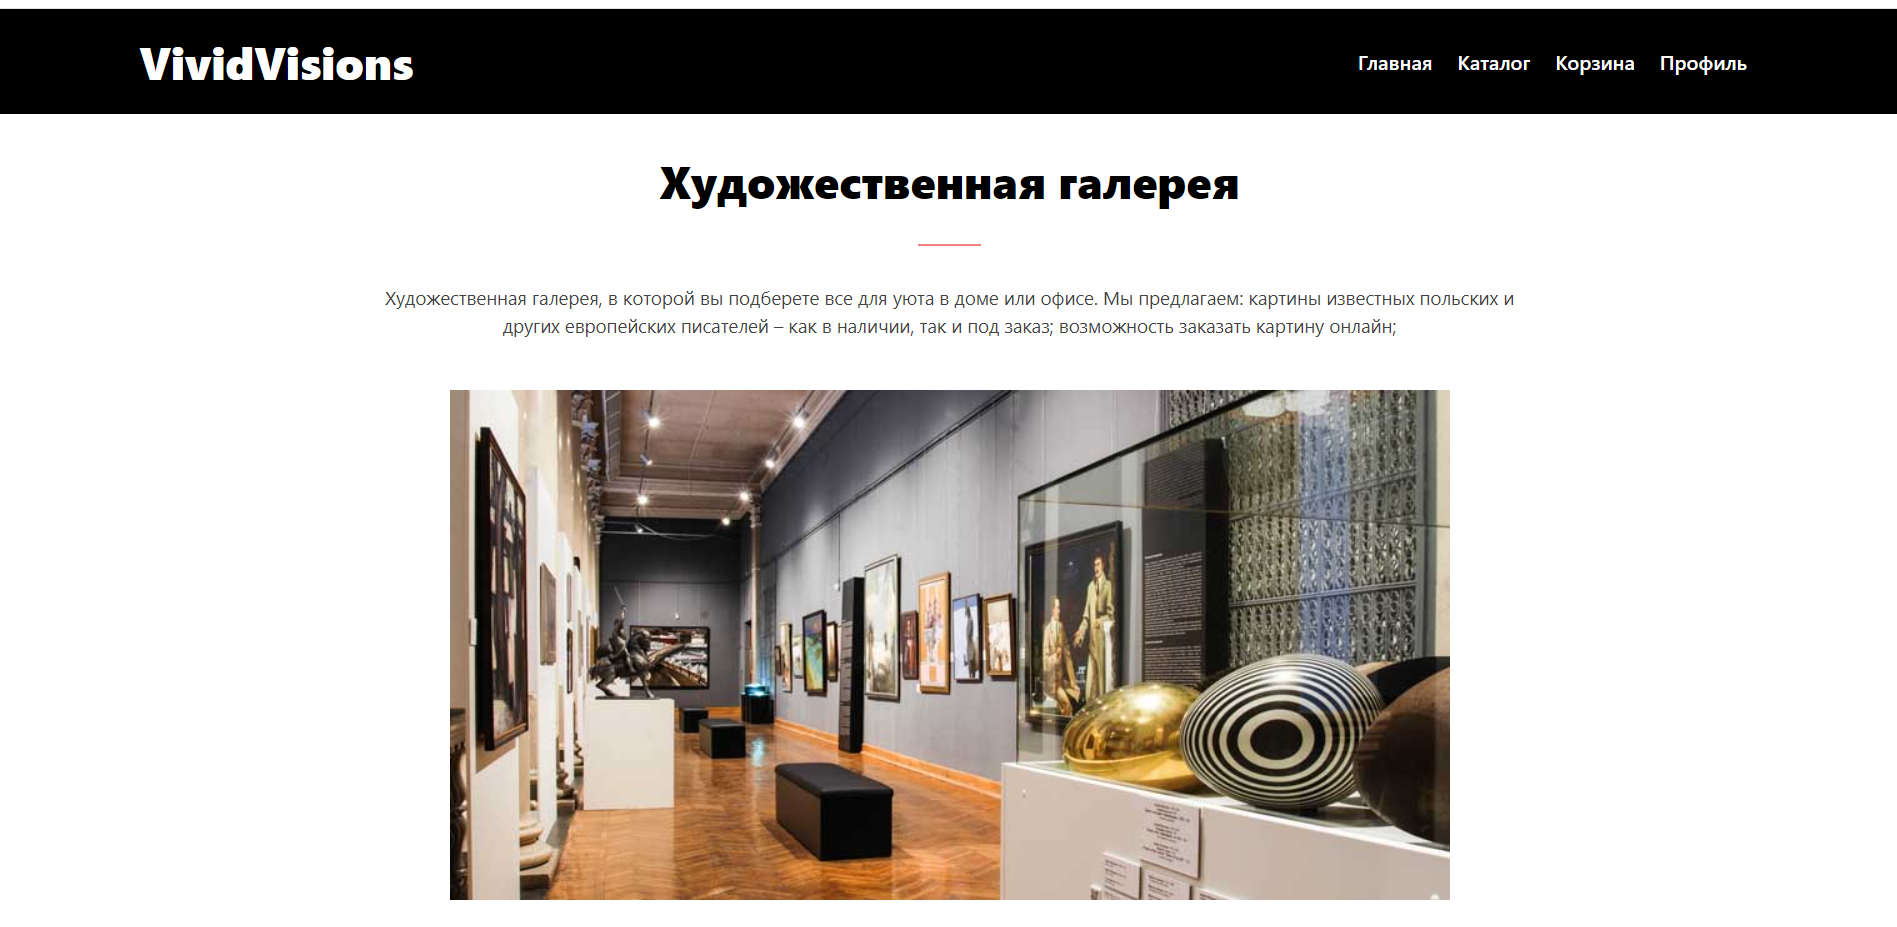 VividVisions
Главная Каталог Корзина Профиль
Художественная галерея
Художественная галерея, в которой вы подберете все для уюта в доме или офисе. Мы предлагаем: картины известных польских и
других европейских писателей – как в наличии, так и под заказ; возможность заказать картину онлайн;